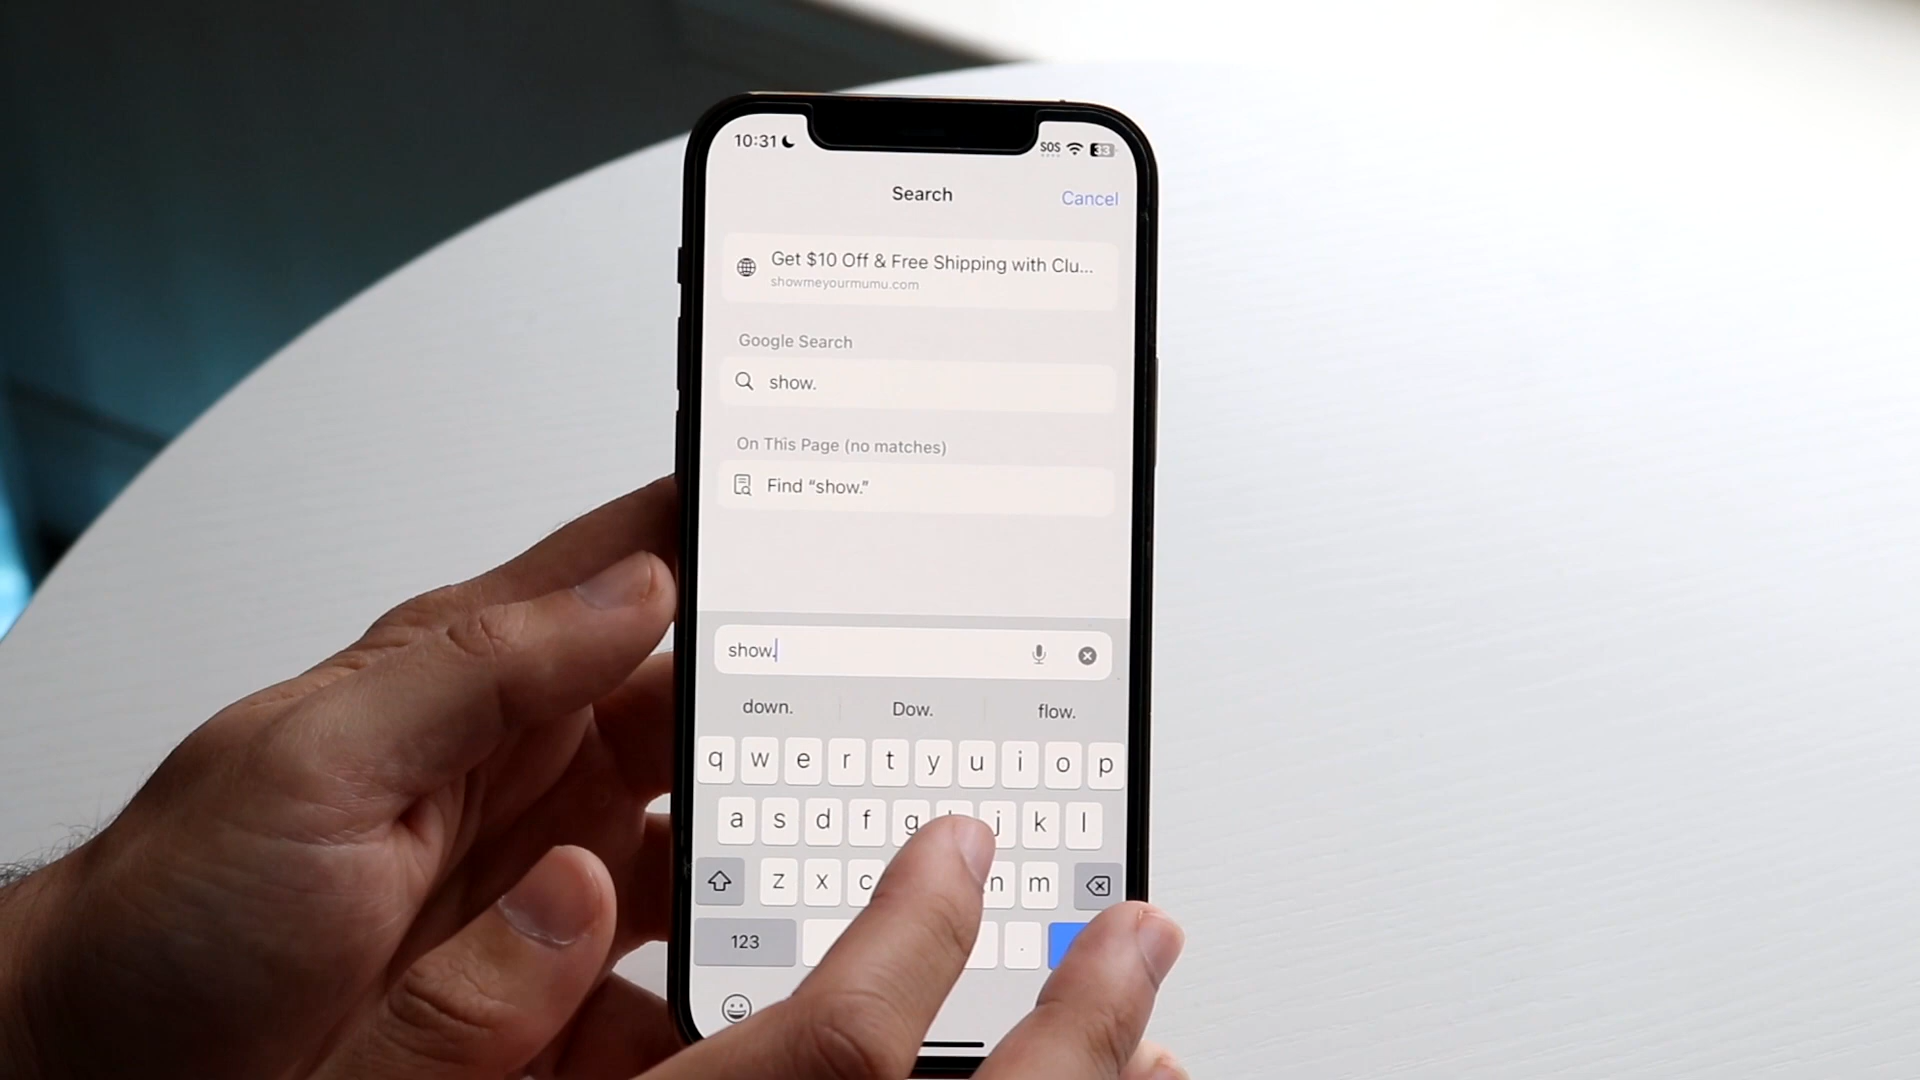 10:31
SOS
33
Search
Cancel
Get $10 Off & Free Shipping with Clu...
showmeyourmumu.com
Google Search
show.
On This Page (no matches)
Find “show.”
show.
down. Dow. flow.
q w e r t y u i o p
a s d f g j k l
z x c n m
123 .